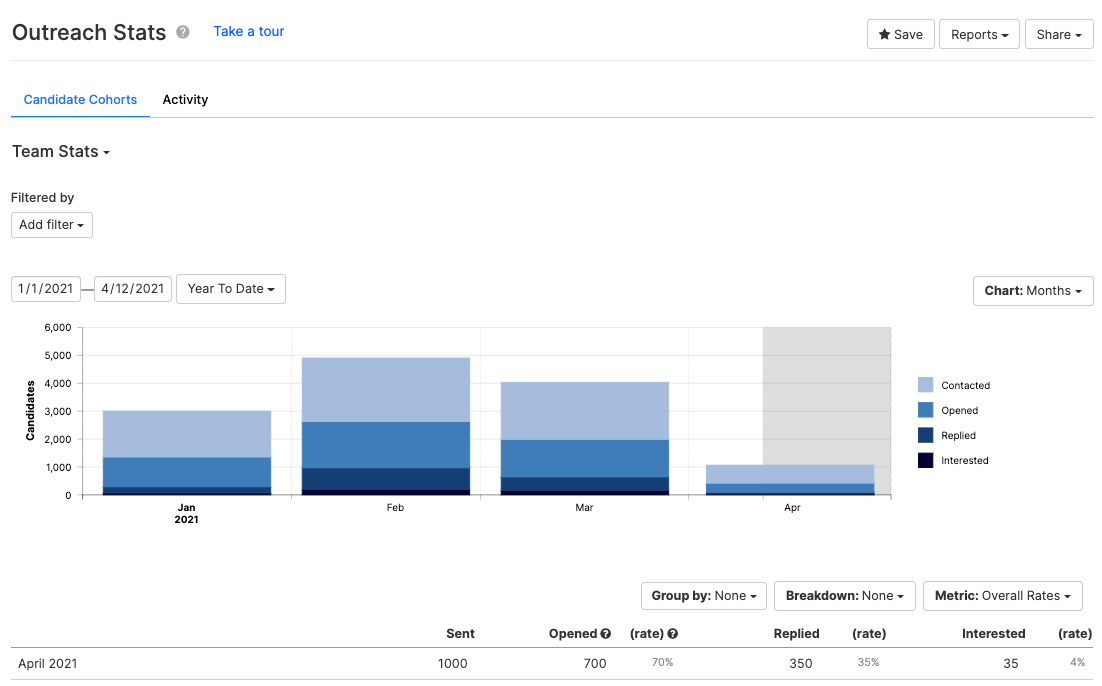 Outreach Stats ? Take a tour
Save Reports Share
Candidate Cohorts Activity
Team Stats
Filtered by
Add filter
1/1/2021 — 4/12/2021 Year To Date
Chart: Months
6,000
5,000
4,000
3,000
2,000
1,000
0
Candidates
Jan Feb Mar Apr
2021
Contacted
Opened
Replied
Interested
Group by: None Breakdown: None Metric: Overall Rates
Sent Opened ? (rate) ? Replied (rate) Interested (rate)
April 2021 1000 700 70% 350 35% 35 4%